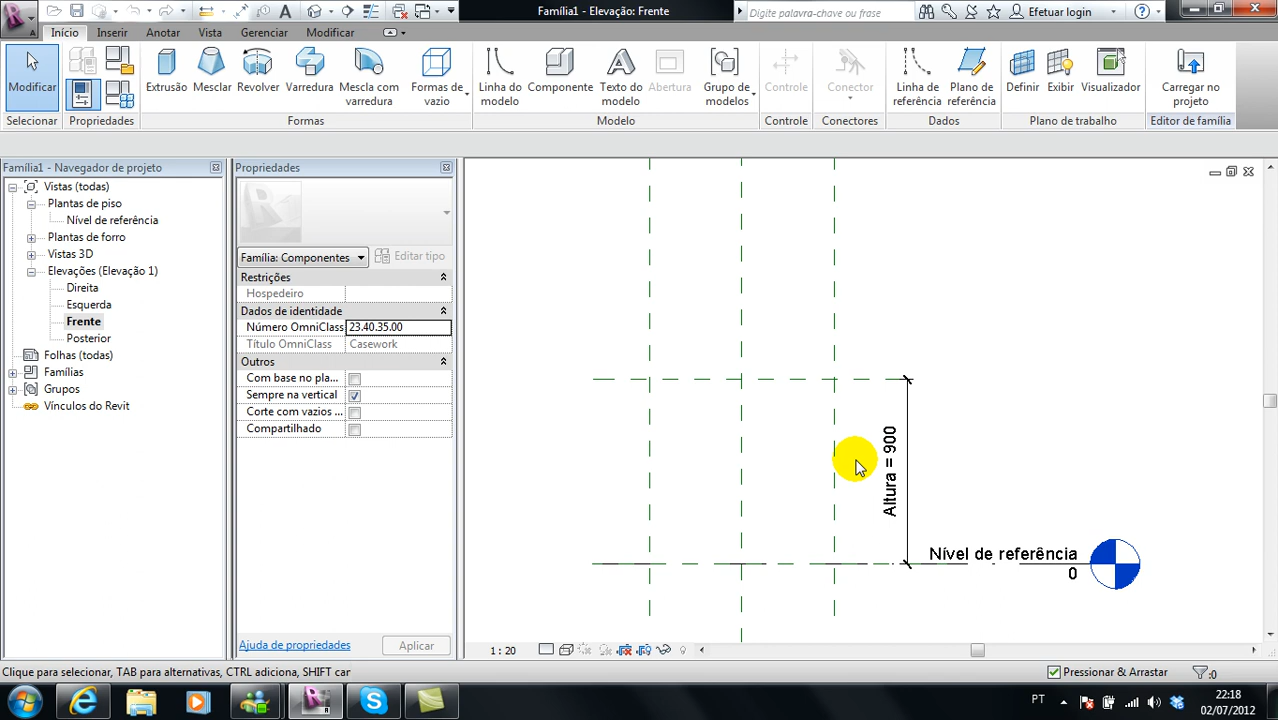 Família1 - Elevação: Frente
Digite palavra-chave ou frase
Efetuar login
Início Inserir Anotar Vista Gerenciar Modificar
Modificar
Extrusão Mesclar Revolver Varredura Mescla com varredura Formas de vazio
Linha do modelo Componente Texto do modelo Abertura Grupo de modelos
Controle Conector Linha de referência Plano de referência
Definir Exibir Visualizador Carregar no projeto
Selecionar Propriedades Formas Modelo Controle Conectores Dados Plano de trabalho Editor de família
Família1 - Navegador de projeto
Vistas (todas)
Plantas de piso
Nível de referência
Plantas de forro
Vistas 3D
Elevações (Elevação 1)
Direita
Esquerda
Frente
Posterior
Folhas (todas)
Famílias
Grupos
Vínculos do Revit
Propriedades
Família: Componentes
Editar tipo
Restrições
Hospedeiro
Dados de identidade
Número OmniClass 23.40.35.00
Título OmniClass Casework
Outros
Com base no pla...
Sempre na vertical
Corte com vazios ...
Compartilhado
Ajuda de propriedades
Aplicar
Altura = 900
Nível de referência
0
1 : 20
Clique para selecionar, TAB para alternativas, CTRL adiciona, SHIFT car
Pressionar & Arrastar
:0
PT
22:18
02/07/2012